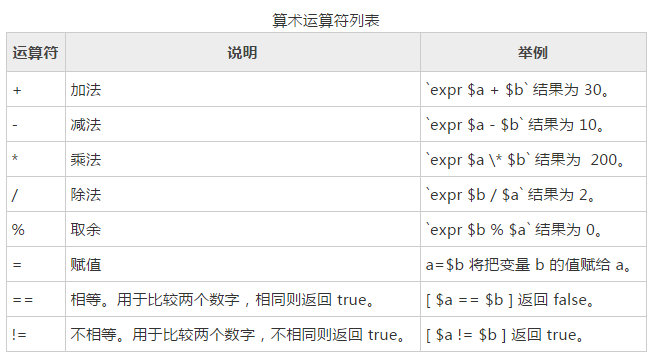 算术运算符列表
运算符 说明 举例
+ 加法 `expr $a + $b` 结果为 30。
- 减法 `expr $a - $b` 结果为 10。
* 乘法 `expr $a \* $b` 结果为  200。
/ 除法 `expr $b / $a` 结果为 2。
% 取余 `expr $b % $a` 结果为 0。
= 赋值 a=$b 将把变量 b 的值赋给 a。
== 相等。用于比较两个数字，相同则返回 true。 [ $a == $b ] 返回 false。
!= 不相等。用于比较两个数字，不相同则返回 true。 [ $a != $b ] 返回 true。